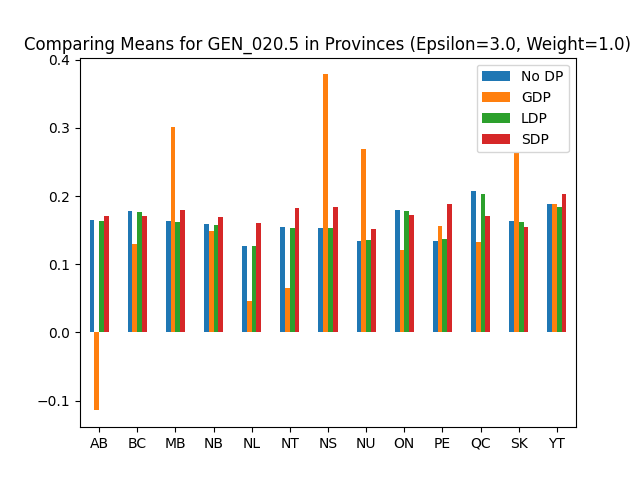 Comparing Means for GEN_020.5 in Provinces (Epsilon=3.0, Weight=1.0)
0.4
0.3
0.2
0.1
0.0
−0.1
No DP
GDP
LDP
SDP
AB BC MB NB NL NT NS NU ON PE QC SK YT